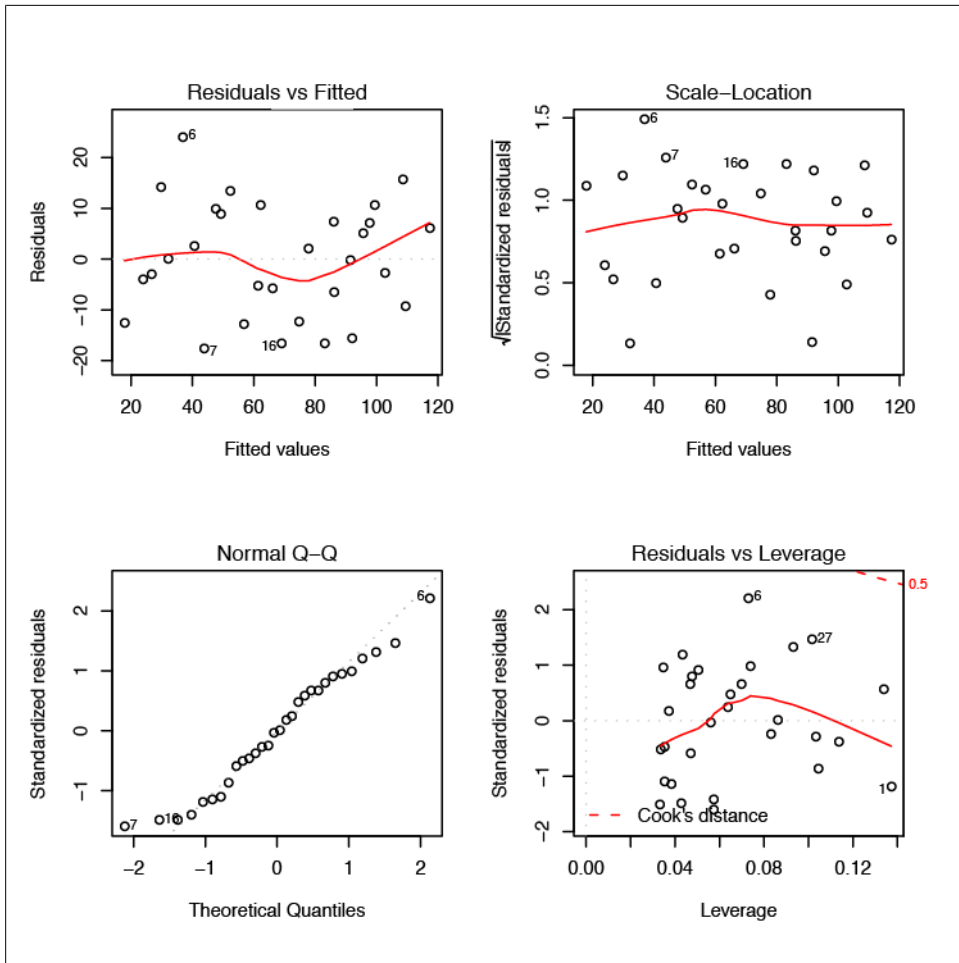 Residuals vs Fitted
Residuals
20
10
0
−10
−20
6
7
16
20 40 60 80 100 120
Fitted values
Scale−Location
√|Standardized residuals|
1.5
1.0
0.5
0.0
6
7
16
20 40 60 80 100 120
Fitted values
Normal Q−Q
Standardized residuals
2
1
0
−1
6
16
7
−2 −1 0 1 2
Theoretical Quantiles
Residuals vs Leverage
Standardized residuals
2
1
0
−1
−2
0.5
6
27
1
Cook's distance
0.00 0.04 0.08 0.12
Leverage